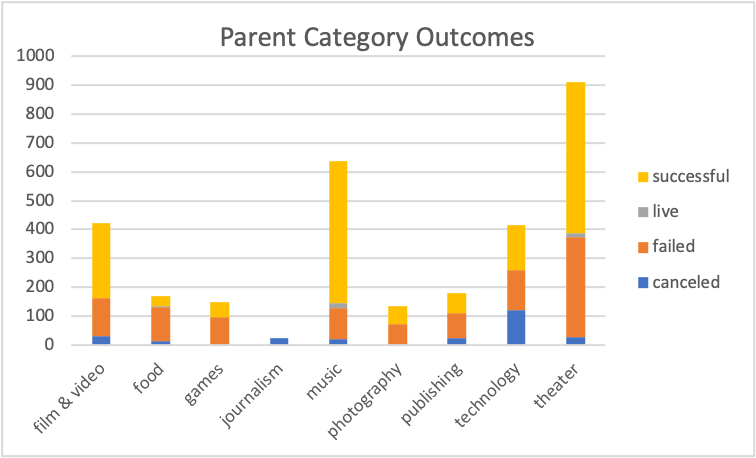 Parent Category Outcomes
1000
900
800
700
600
500
400
300
200
100
0
film & video
food
games
journalism
music
photography
publishing
technology
theater
successful
live
failed
canceled